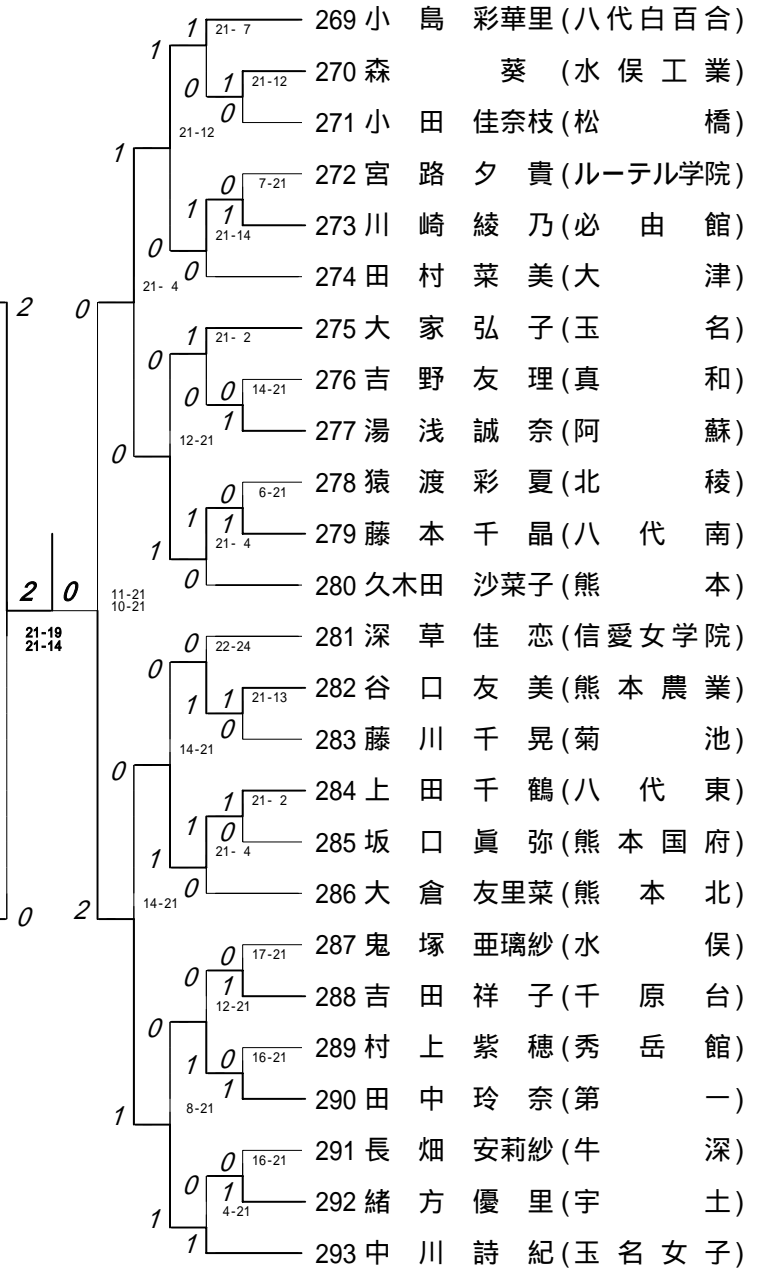 1 21- 7 269 小 島 彩華里 (八代白百合)
1
0 1 21-12 270 森 葵 (水俣工業)
0 271 小 田 佳奈枝 (松 橋)
21-12
1
0 7-21 272 宮 路 夕 貴 (ルーテル学院)
1 1 21-14 273 川 崎 綾 乃 (必 由 館)
0 0 274 田 村 菜 美 (大 津)
21- 4
2 0
1 21- 2 275 大 家 弘 子 (玉 名)
0
0 0 14-21 276 吉 野 友 理 (真 和)
1 277 湯 浅 誠 奈 (阿 蘇)
12-21
0
0 6-21 278 猿 渡 彩 夏 (北 稜)
1 1 21- 4 279 藤 本 千 晶 (八 代 南)
1 0 280 久木田 沙菜子 (熊 本)
2 0 11-21
10-21
21-19
21-14
0 22-24 281 深 草 佳 恋 (信愛女学院)
0
1 1 21-13 282 谷 口 友 美 (熊本農業)
0 283 藤 川 千 晃 (菊 池)
14-21
0
1 21- 2 284 上 田 千 鶴 (八 代 東)
1 0 21- 4 285 坂 口 眞 弥 (熊本国府)
1 0 286 大 倉 友里菜 (熊 本 北)
14-21
0 2
0 17-21 287 鬼 塚 亜璃紗 (水 俣)
0 1 12-21 288 吉 田 祥 子 (千 原 台)
0
1 0 16-21 289 村 上 紫 穂 (秀 岳 館)
1 290 田 中 玲 奈 (第 一)
8-21
1
0 16-21 291 長 畑 安莉紗 (牛 深)
0 1 4-21 292 緒 方 優 里 (宇 土)
1 1 293 中 川 詩 紀 (玉名女子)